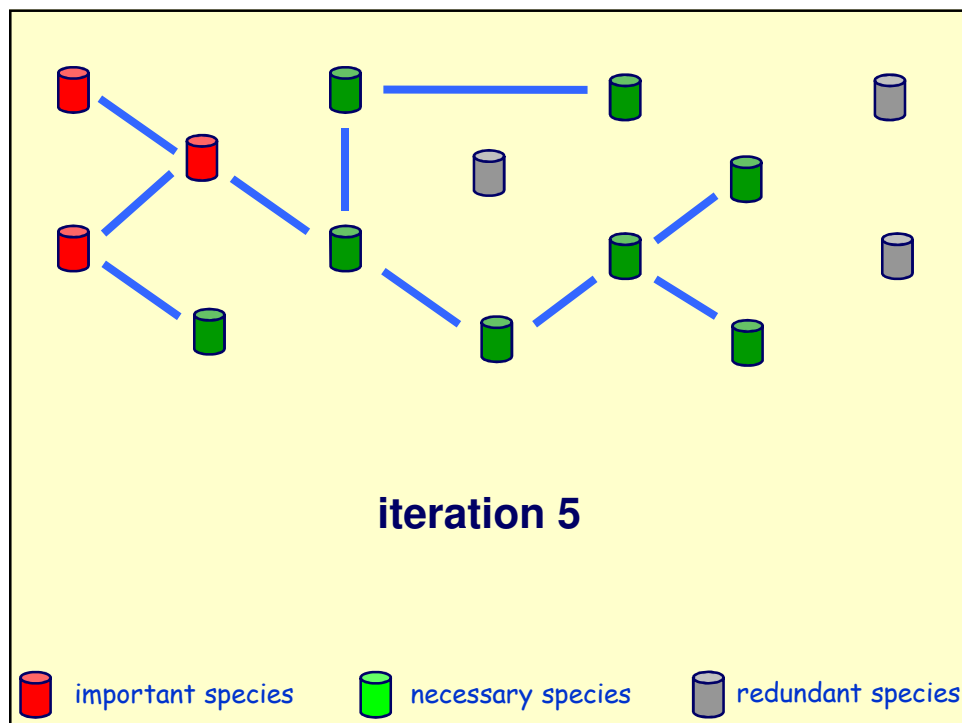 iteration 5
important species necessary species redundant species